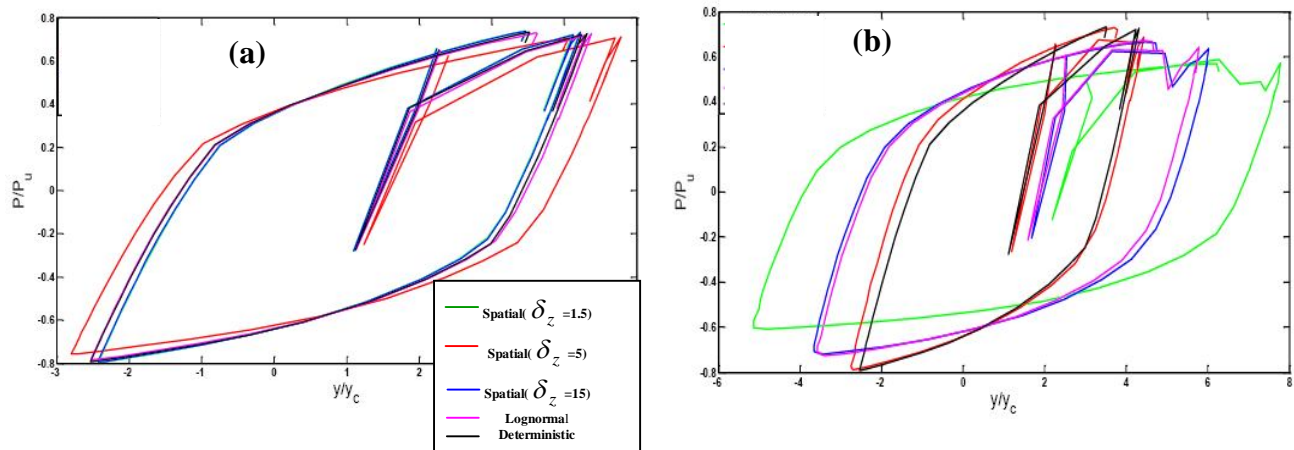 (a)
0.8
0.6
0.4
0.2
0
-0.2
-0.4
-0.6
-0.8
P/Pu
-3 -2 -1 0 1 2
y/yc
Spatial( δz =1.5)
Spatial( δz =5)
Spatial( δz =15)
Lognormal
Deterministic
(b)
0.8
0.6
0.4
0.2
0
-0.2
-0.4
-0.6
-0.8
P/Pu
-6 -4 -2 0 2 4 6 8
y/yc